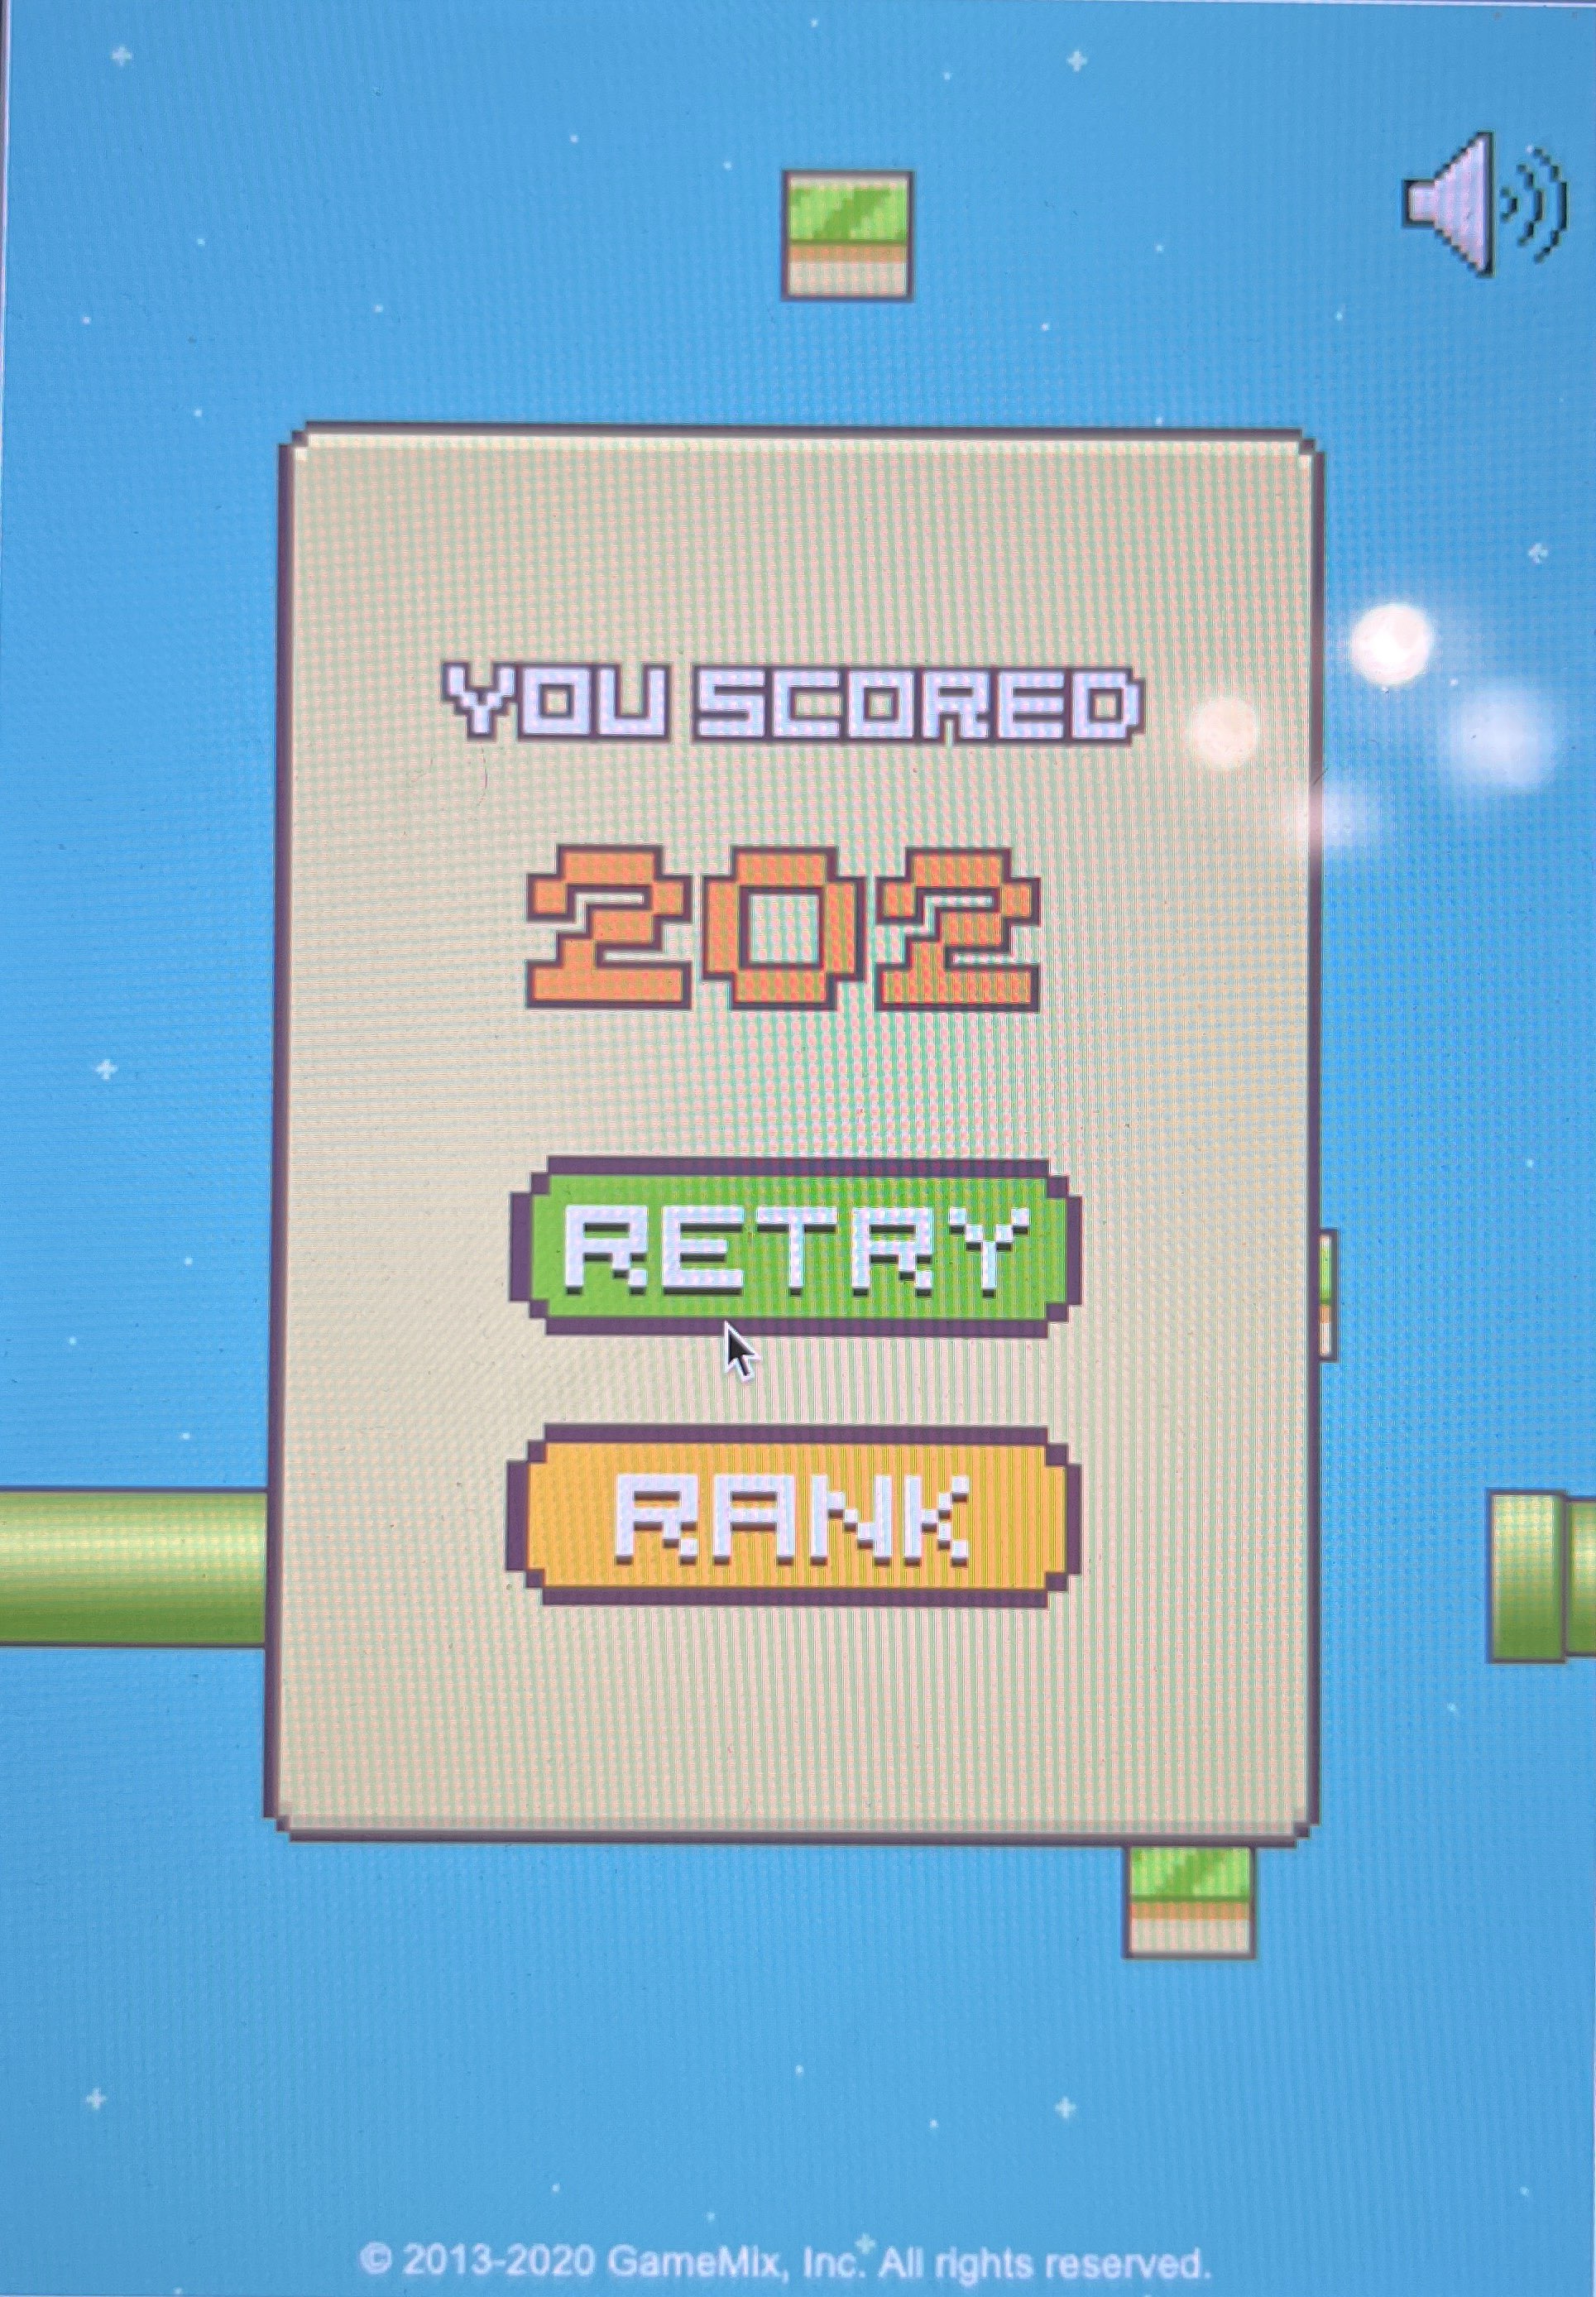 YOU SCORED
202
RETRY
RANK
© 2013-2020 GameMix, Inc. All rights reserved.